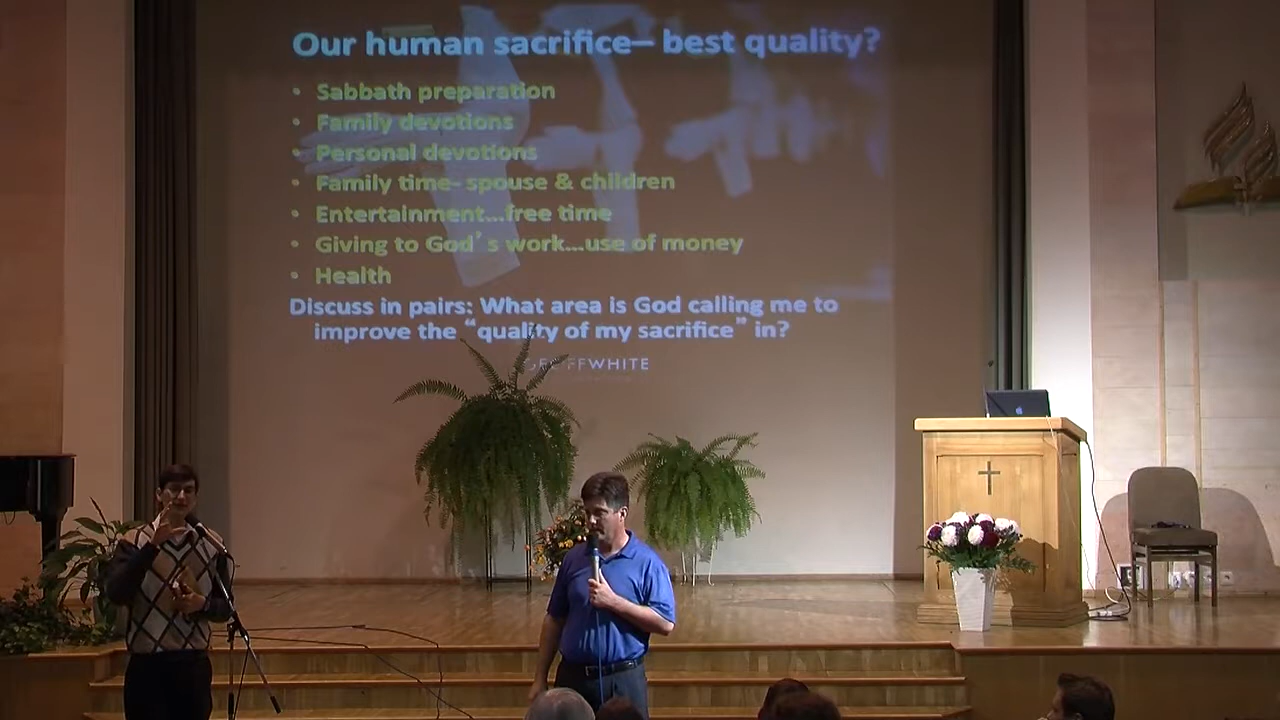 Our human sacrifice– best quality?
• Sabbath preparation
• Family devotions
• Personal devotions
• Family time- spouse & children
• Entertainment...free time
• Giving to God's work...use of money
• Health
Discuss in pairs: What area is God calling me to
improve the “quality of my sacrifice” in?
WHITE